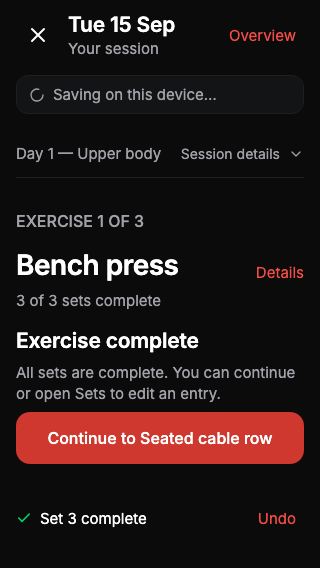 Tue 15 Sep
Your session
Overview
Saving on this device...
Day 1 — Upper body
Session details
EXERCISE 1 OF 3
Bench press
Details
3 of 3 sets complete
Exercise complete
All sets are complete. You can continue
or open Sets to edit an entry.
Continue to Seated cable row
Set 3 complete
Undo